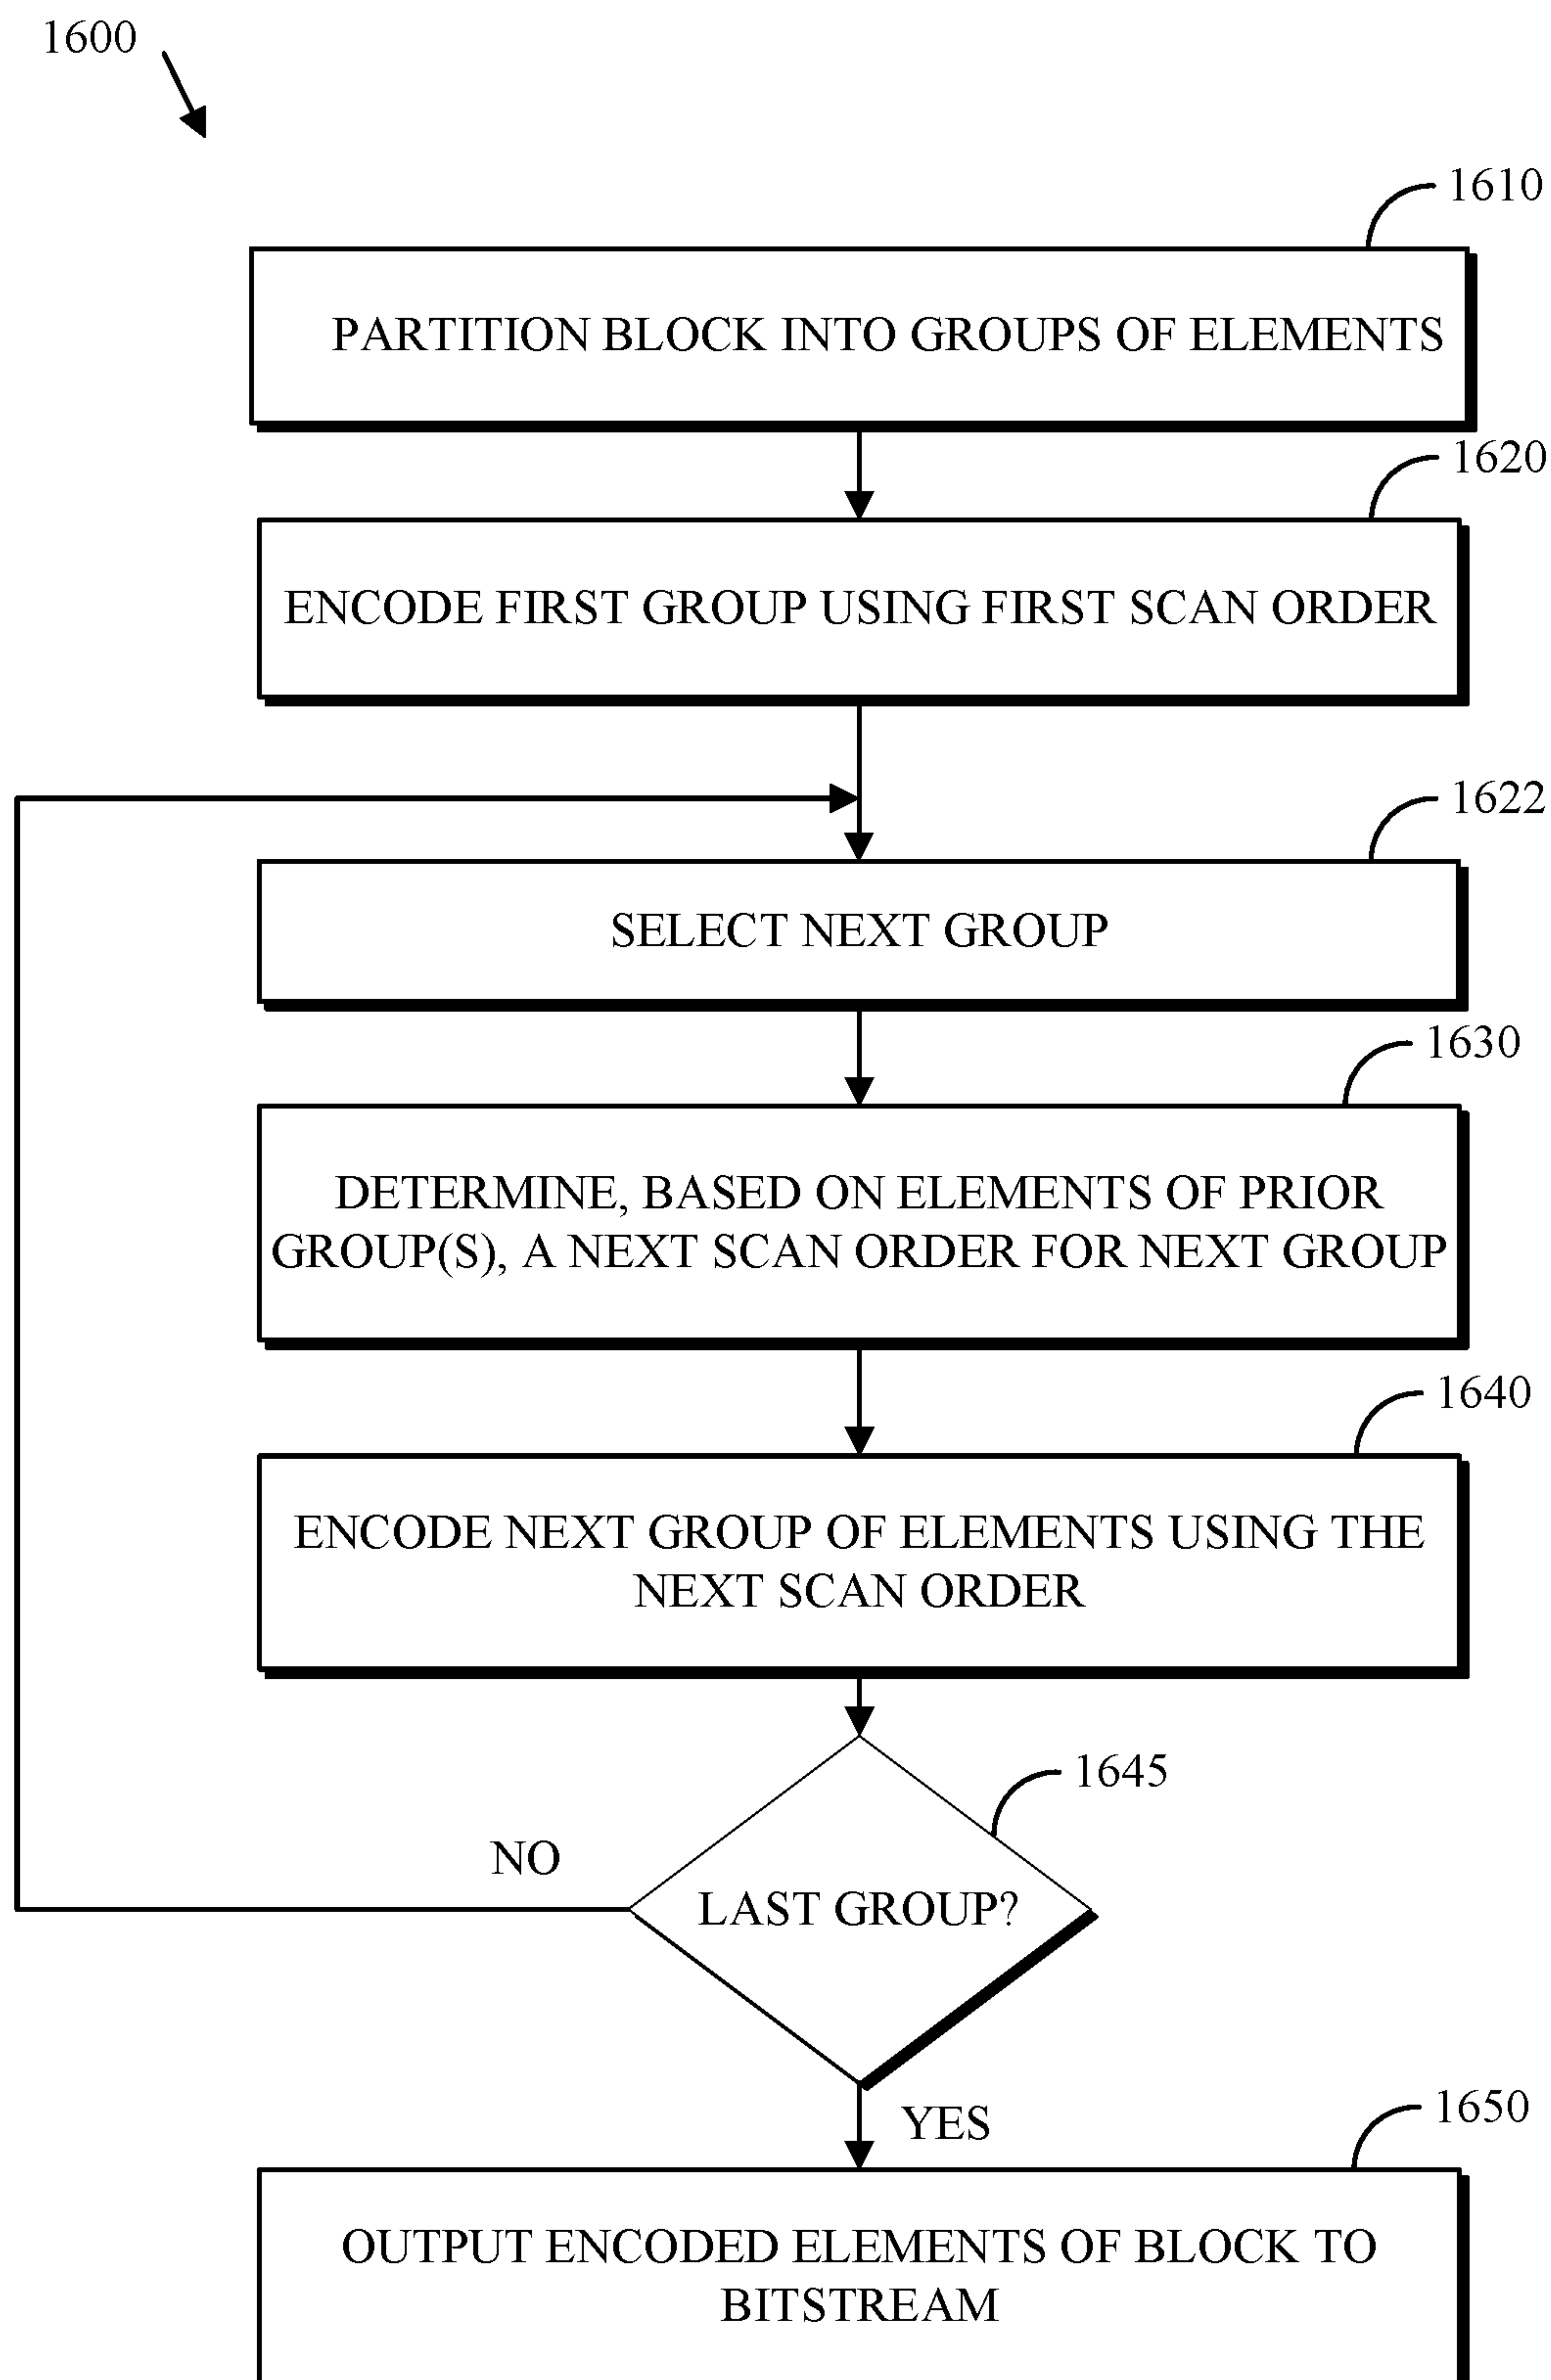 1600
1610
PARTITION BLOCK INTO GROUPS OF ELEMENTS
1620
ENCODE FIRST GROUP USING FIRST SCAN ORDER
1622
SELECT NEXT GROUP
1630
DETERMINE, BASED ON ELEMENTS OF PRIOR
GROUP(S), A NEXT SCAN ORDER FOR NEXT GROUP
1640
ENCODE NEXT GROUP OF ELEMENTS USING THE
NEXT SCAN ORDER
1645
NO
LAST GROUP?
YES
1650
OUTPUT ENCODED ELEMENTS OF BLOCK TO
BITSTREAM